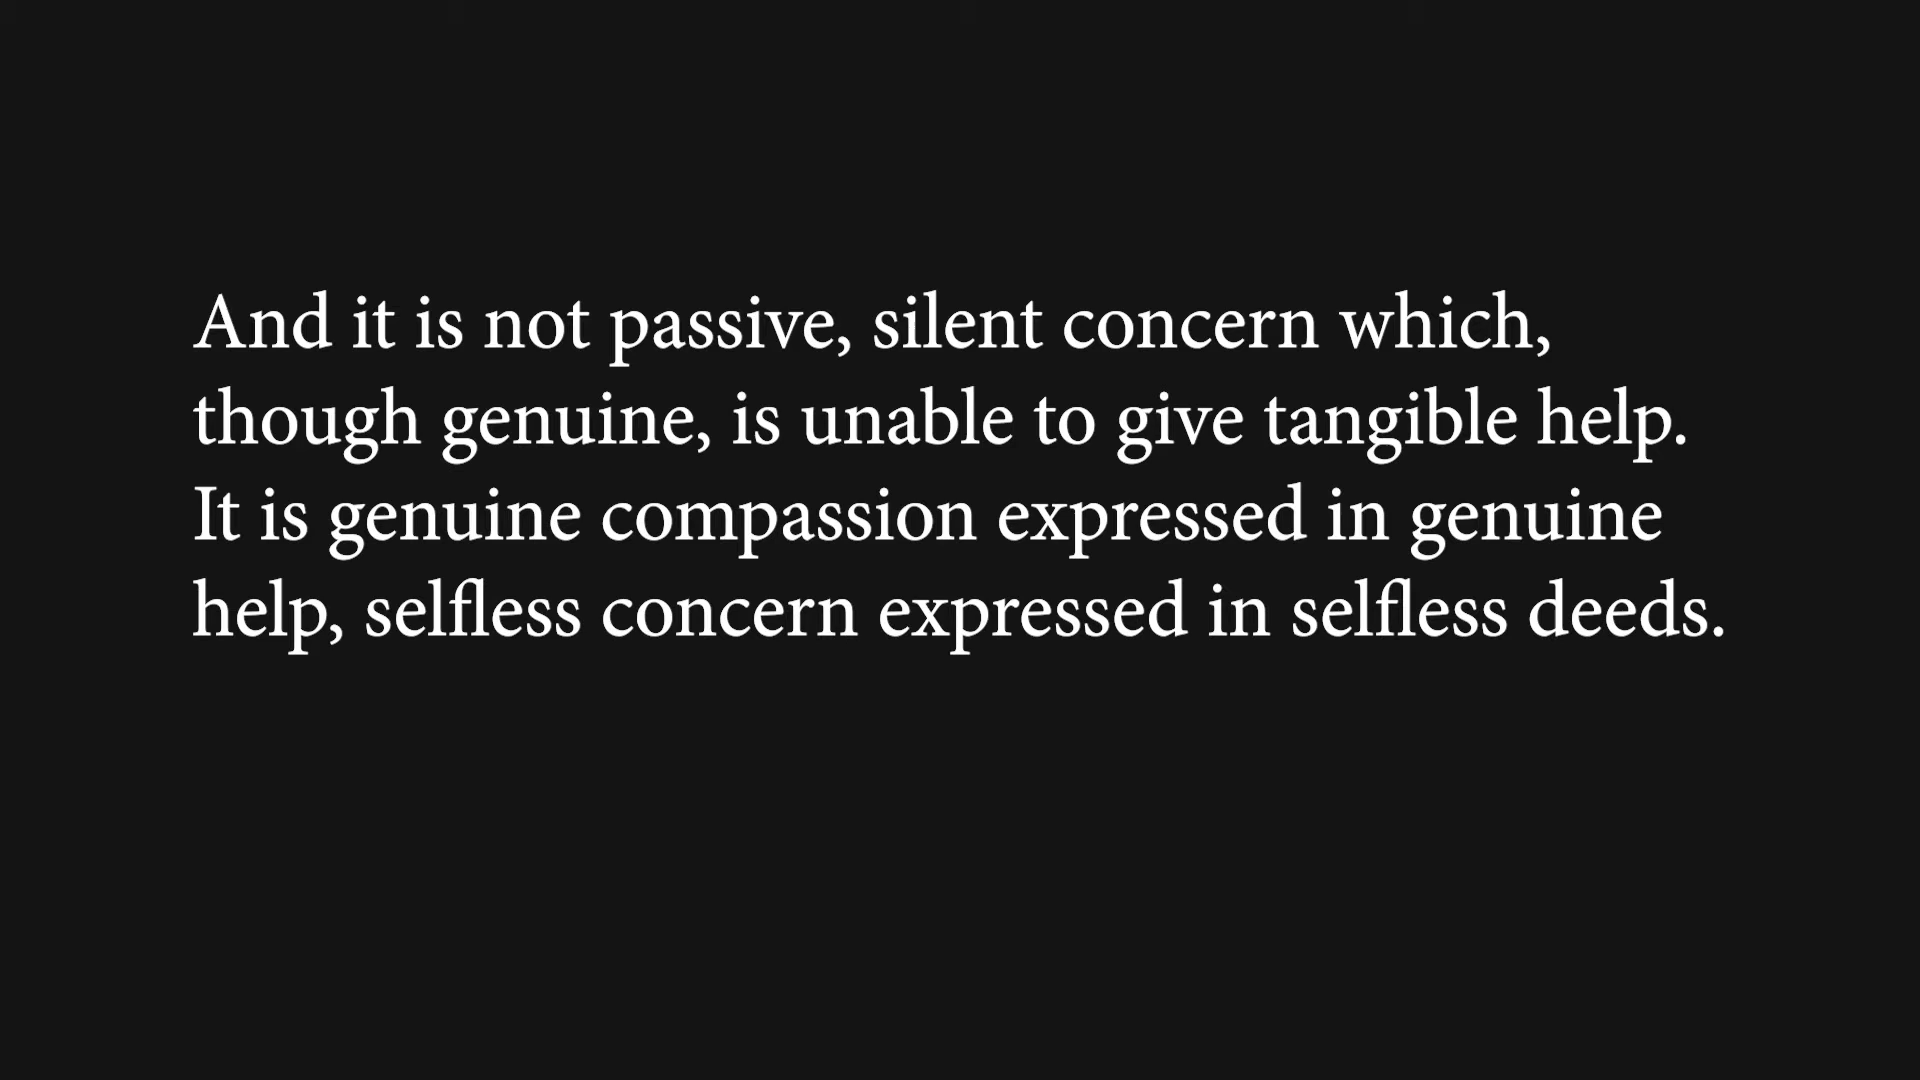 And it is not passive, silent concern which,
though genuine, is unable to give tangible help.
It is genuine compassion expressed in genuine
help, selfless concern expressed in selfless deeds.